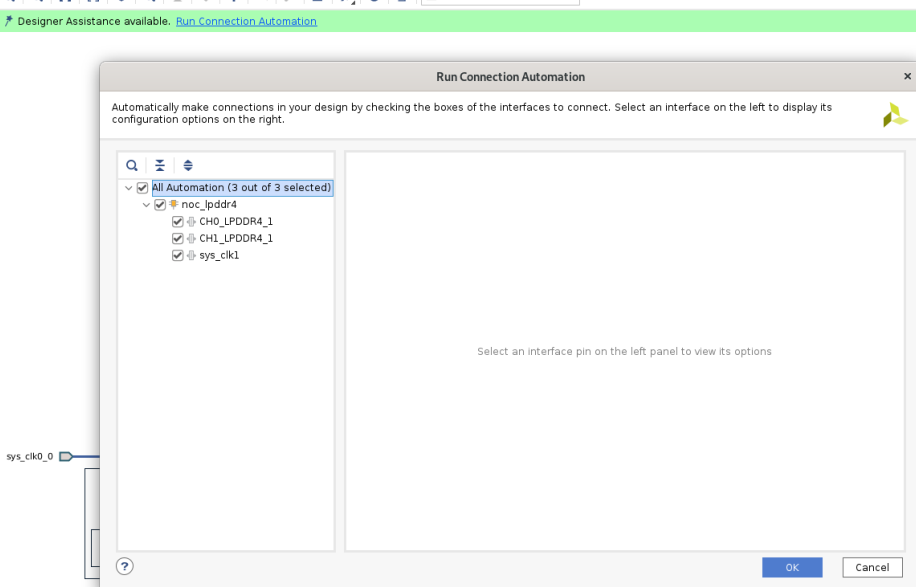 Designer Assistance available. Run Connection Automation
Run Connection Automation
×
Automatically make connections in your design by checking the boxes of the interfaces to connect. Select an interface on the left to display its
configuration options on the right.
All Automation (3 out of 3 selected)
noc_lpddr4
CH0_LPDDR4_1
CH1_LPDDR4_1
sys_clk1
Select an interface pin on the left panel to view its options
sys_clk0_0
?
OK
Cancel